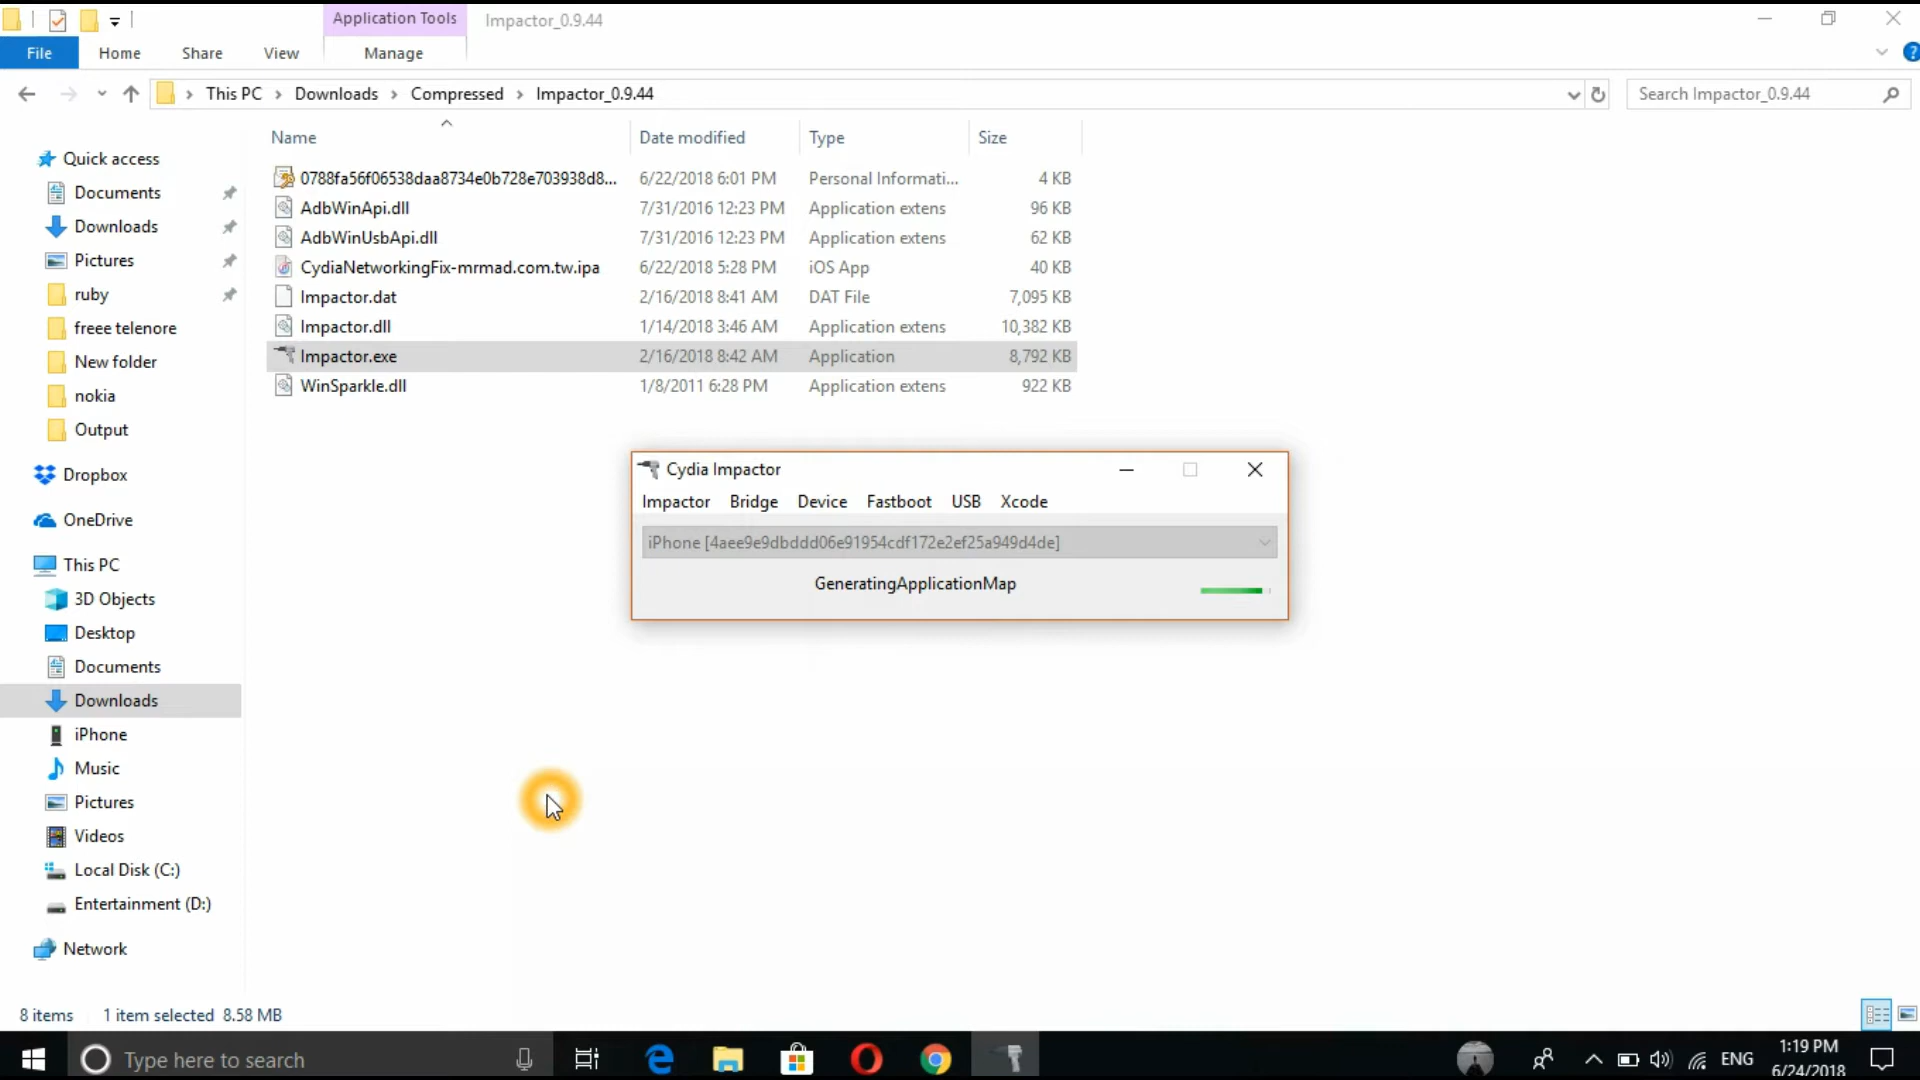 Application Tools
Impactor_0.9.44
File
Home
Share
View
Manage
This PC
Downloads
Compressed
Impactor_0.9.44
Search Impactor_0.9.44
Name
Date modified
Type
Size
0788fa56f06538daa8734e0b728e703938d8... 6/22/2018 6:01 PM Personal Informati... 4 KB
AdbWinApi.dll 7/31/2016 12:23 PM Application extens 96 KB
AdbWinUsbApi.dll 7/31/2016 12:23 PM Application extens 62 KB
CydiaNetworkingFix-mrmad.com.tw.ipa 6/22/2018 5:28 PM iOS App 40 KB
Impactor.dat 2/16/2018 8:41 AM DAT File 7,095 KB
Impactor.dll 1/14/2018 3:46 AM Application extens 10,382 KB
Impactor.exe 2/16/2018 8:42 AM Application 8,792 KB
WinSparkle.dll 1/8/2011 6:28 PM Application extens 922 KB
Quick access
Documents
Downloads
Pictures
ruby
freee telenore
New folder
nokia
Output
Dropbox
OneDrive
This PC
3D Objects
Desktop
Documents
Downloads
iPhone
Music
Pictures
Videos
Local Disk (C:)
Entertainment (D:)
Network
Cydia Impactor
Impactor Bridge Device Fastboot USB Xcode
iPhone [4aee9e9dbddd06e91954cdf172e2ef25a949d4de]
GeneratingApplicationMap
8 items 1 item selected 8.58 MB
Type here to search
ENG
1:19 PM
6/24/2018